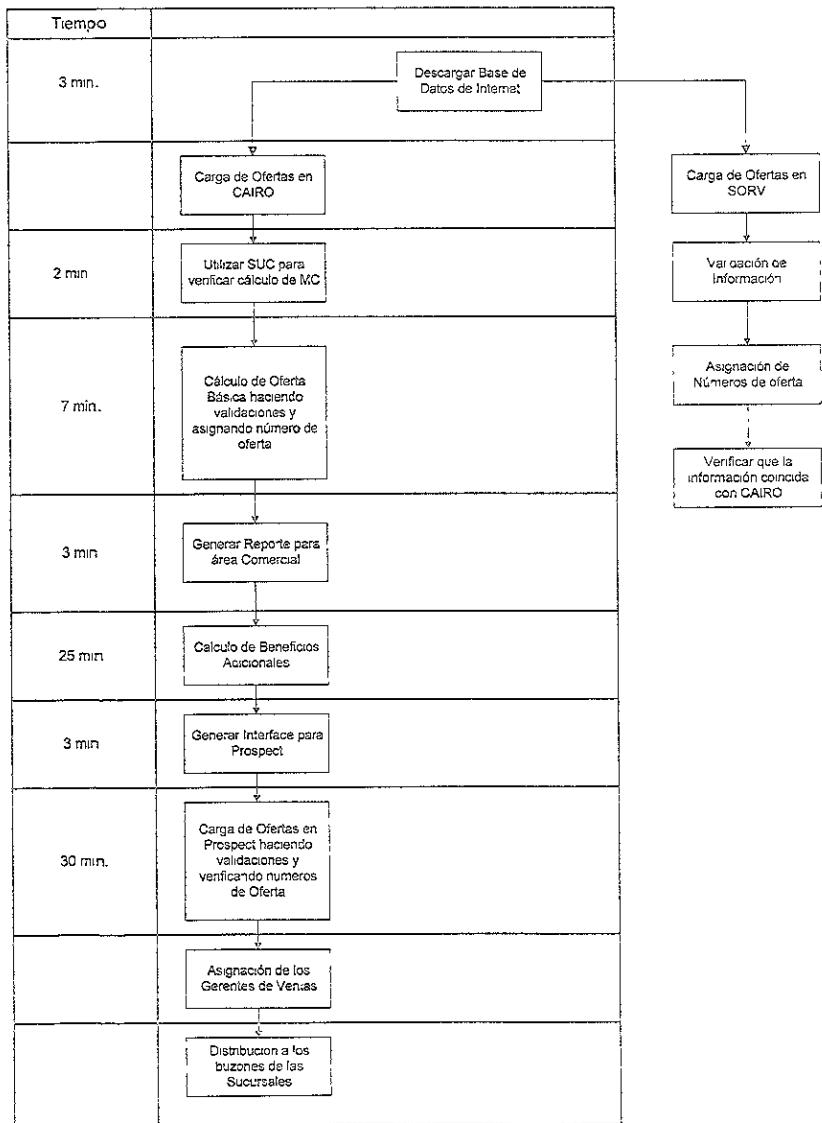 Tiempo
3 min.
Descargar Base de
Datos de Internet
Carga de Ofertas en
CAIRO
Carga de Ofertas en
SORV
2 min
Utilizar SUC para
verificar cálculo de MC
Información
Validación de
7 min.
Cálculo de Oferta
Básica haciendo
validaciones y
asignando número de
oferta
Asignación de
Números de oferta
Verificar que la
información coincida
con CAIRO
3 min
Generar Reporte para
área Comercial
25 min
Calculo de Beneficios
Adicionales
3 min
Generar Interface para
Prospect
30 min.
Carga de Ofertas en
Prospect haciendo
validaciones y
verificando numeros
de Oferta
Asignación de los
Gerentes de Ventas
Distribucion a los
buzones de las
Sucursales